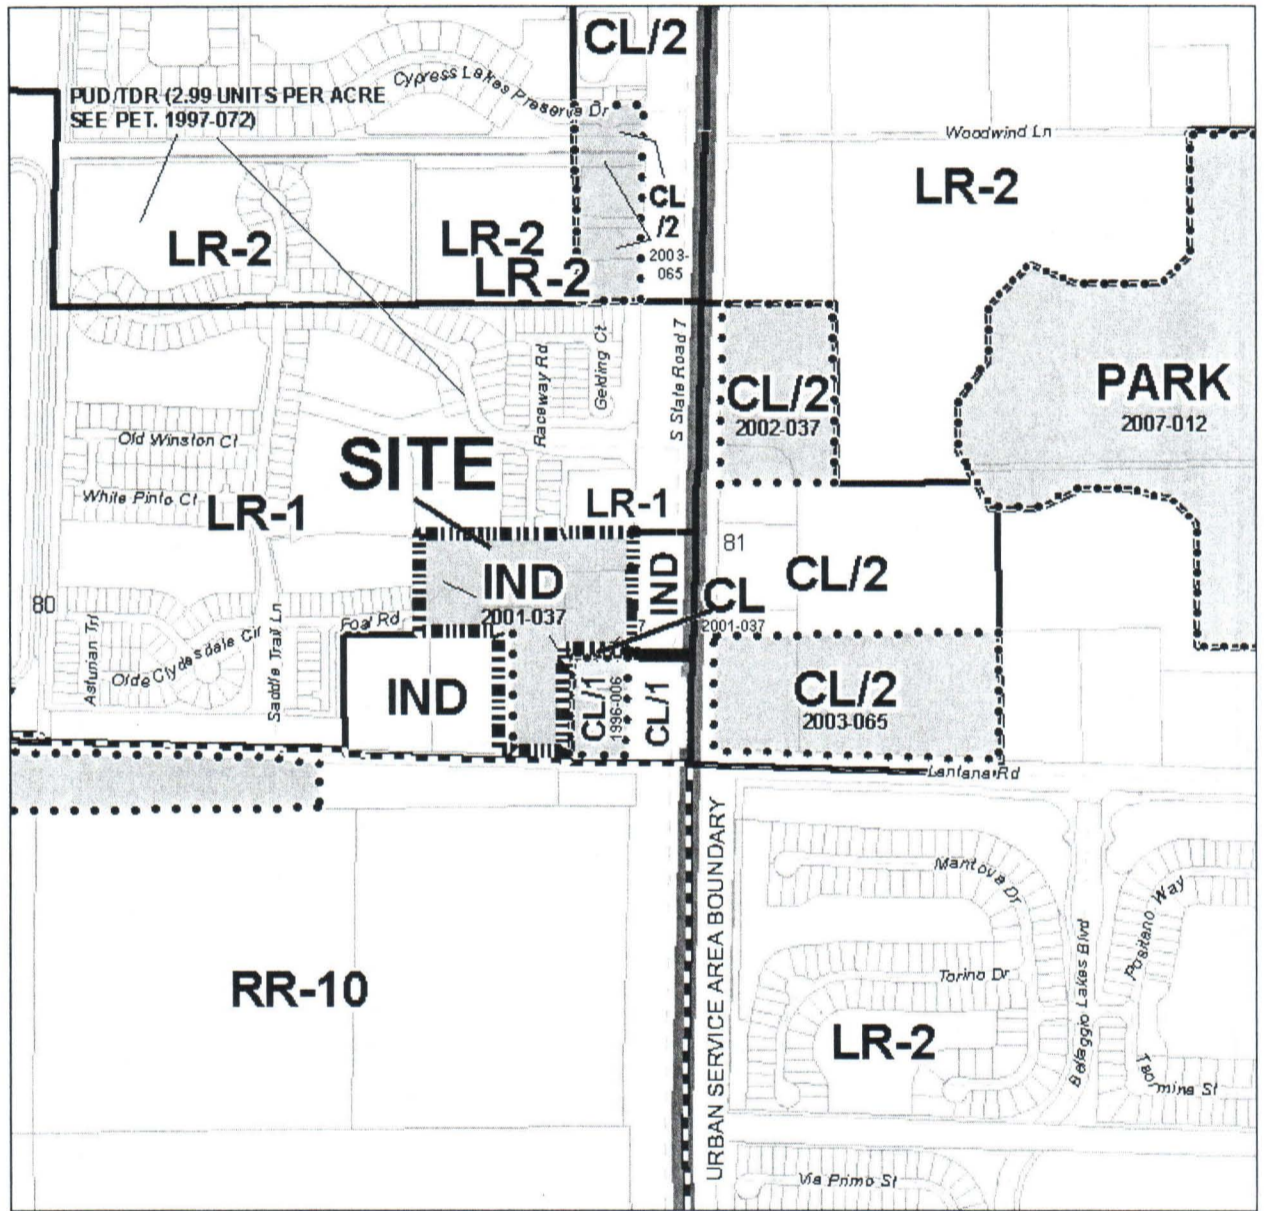 CL/2
Cypress Lakes Preserve Dr
PUD/TDR (2.99 UNITS PER ACRE
SEE PET. 1997-072)
Woodwind Ln
LR-2
LR-2
LR-2
LR-2
CL
/2
2003-
065
S State Road 7
Raceway Rd
Gelding Ct
CL/2
2002-037
PARK
2007-012
Old Winston Ct
SITE
White Pinto Ct
LR-1
LR-1
81
IND
2001-037
IND
CL
2001-037
7
CL/2
80
Foal Rd
Asturian Trl
Olde Clydesdale Cir
Saddle Trail Ln
IND
CL/1
1996-006
CL/1
CL/2
2003-065
Lantana Rd
URBAN SERVICE AREA BOUNDARY
Mantova Dr
Positano Way
Torino Dr
Bellaggio Lakes Blvd
RR-10
LR-2
Taormina St
Via Primo St